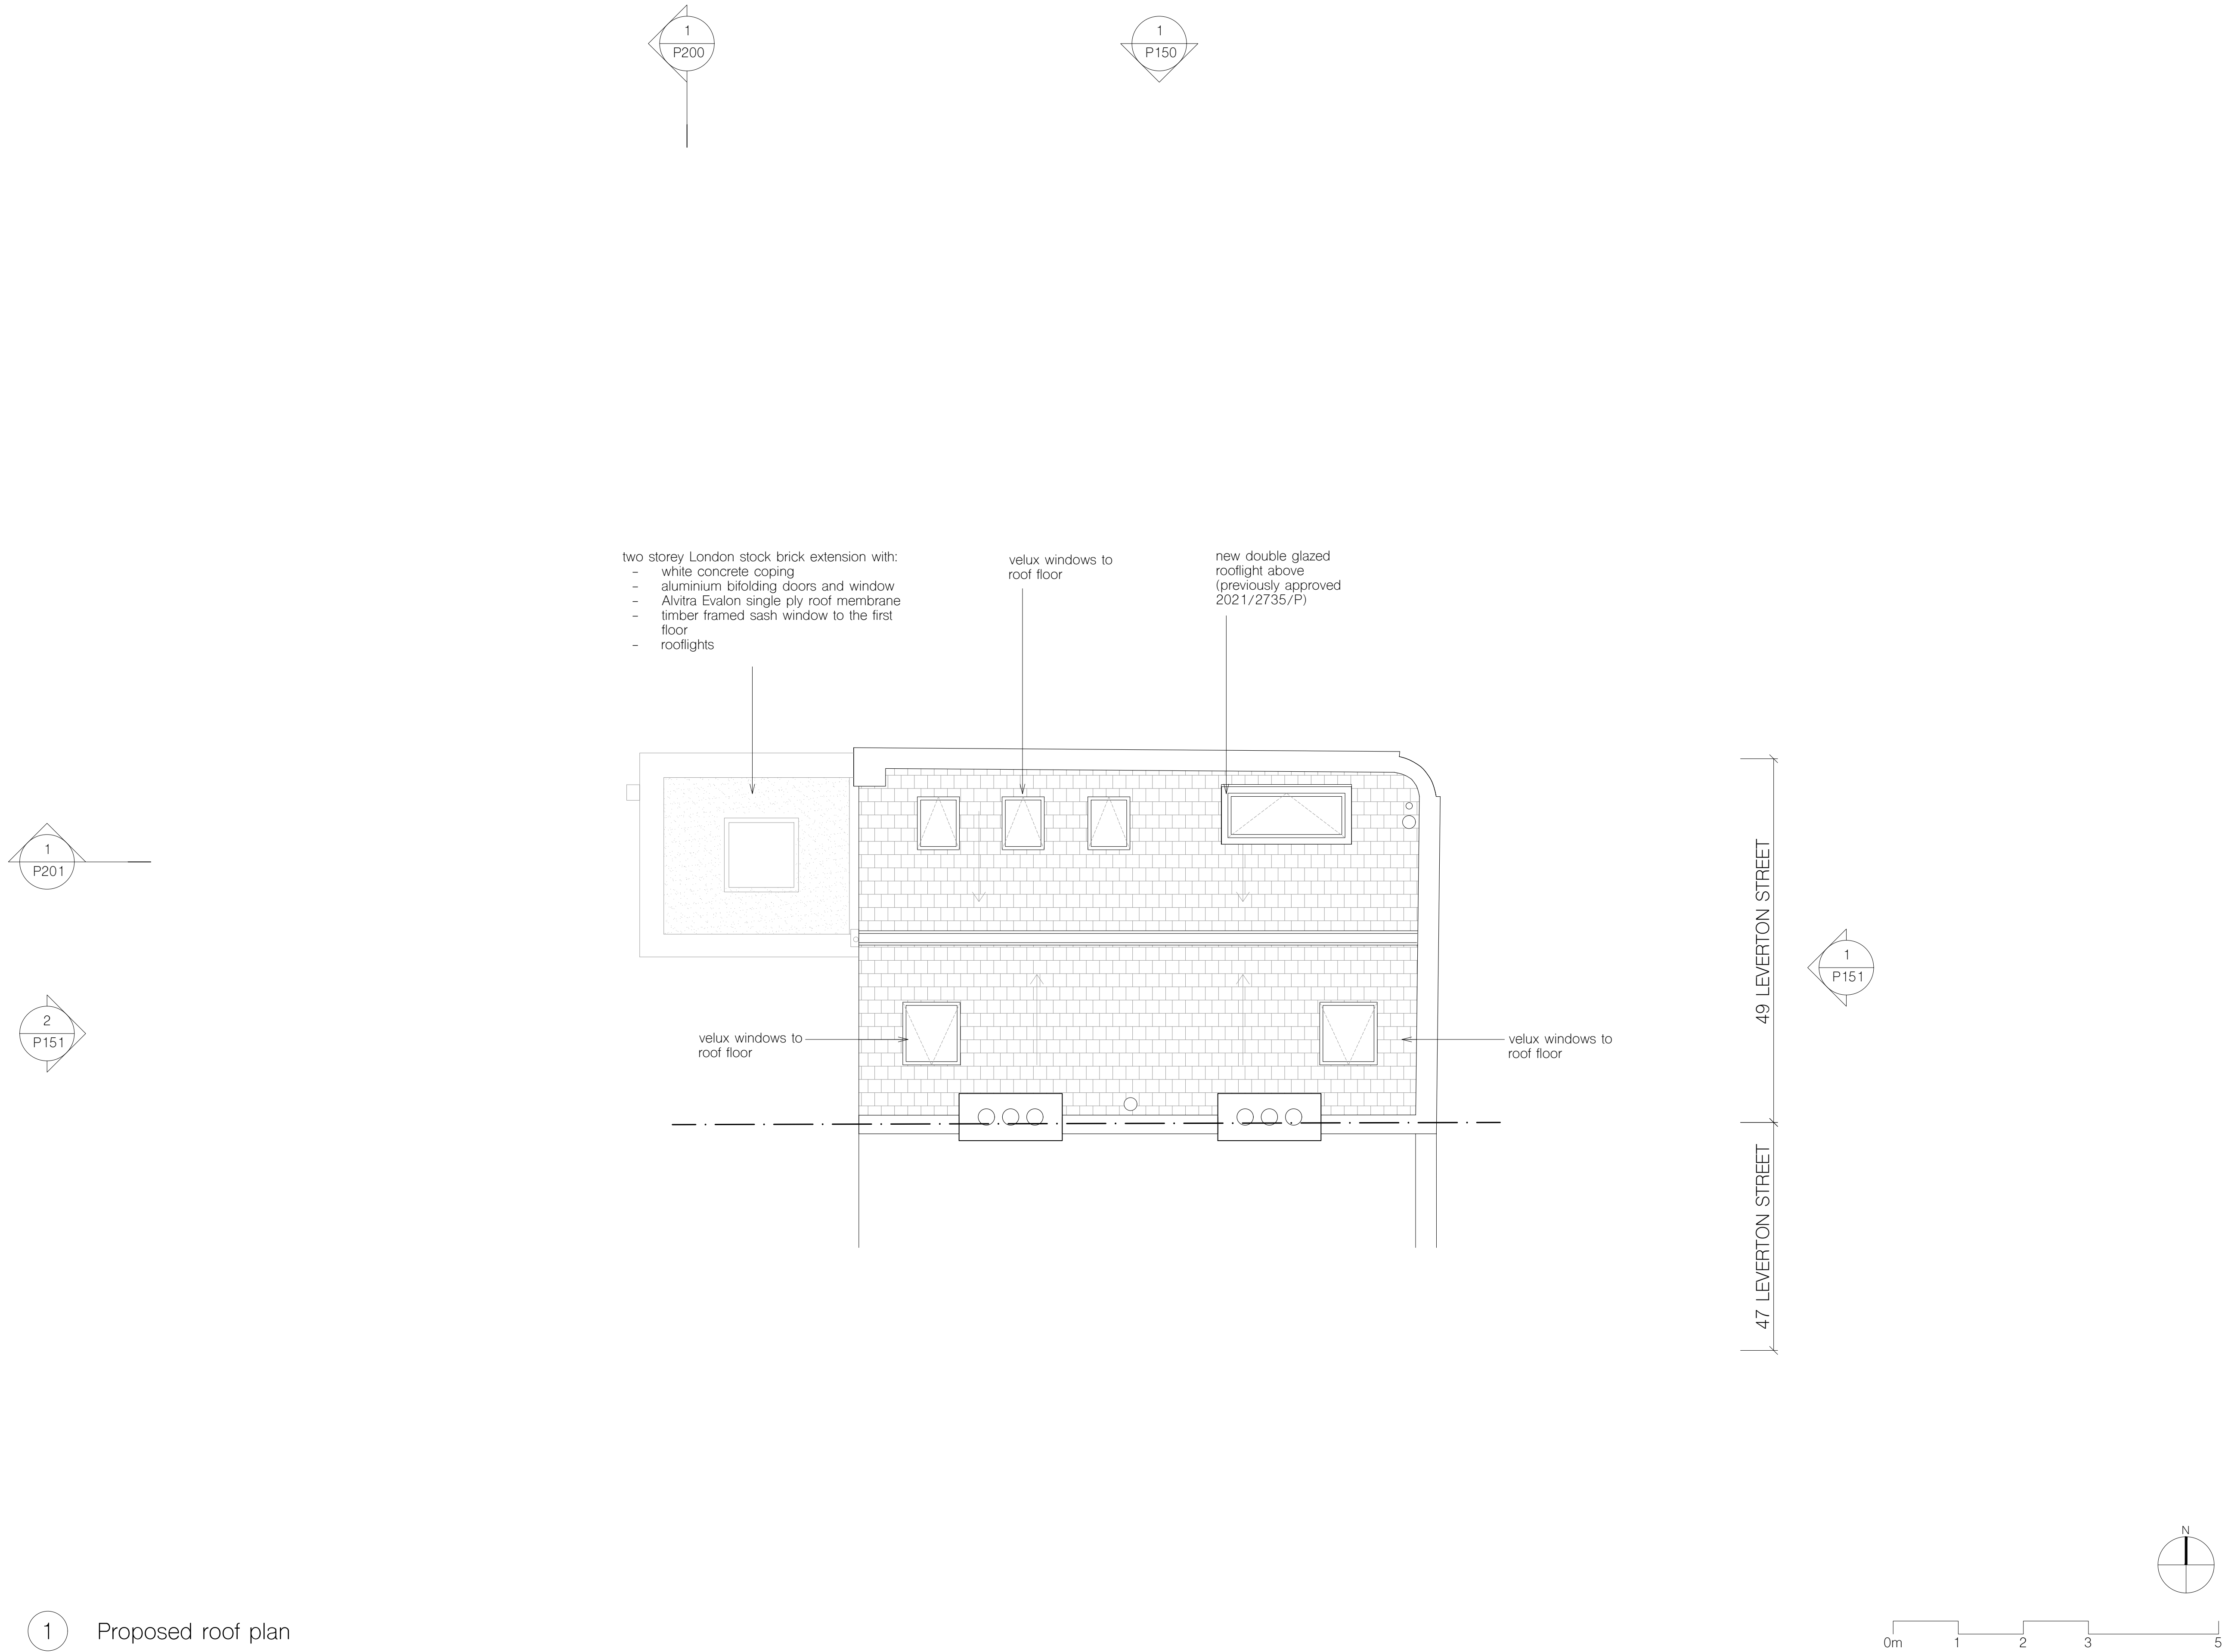 1
P200
1
P150
two storey London stock brick extension with:
- white concrete coping
- aluminium bifolding doors and window
- Alvitra Evalon single ply roof membrane
- timber framed sash window to the first
floor
- rooflights
velux windows to
roof floor
new double glazed
rooflight above
(previously approved
2021/2735/P)
1
P201
2
P151
velux windows to
roof floor
velux windows to
roof floor
49 LEVERTON STREET
47 LEVERTON STREET
1
P151
N
1 Proposed roof plan
0m 1 2 3 5